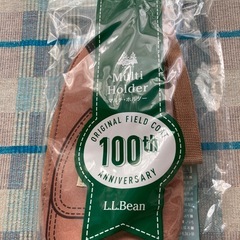 Multi
Holder
マルチ・ホルダー
ORIGINAL FIELD COAT
100th
ANNIVERSARY
L.L.Bean